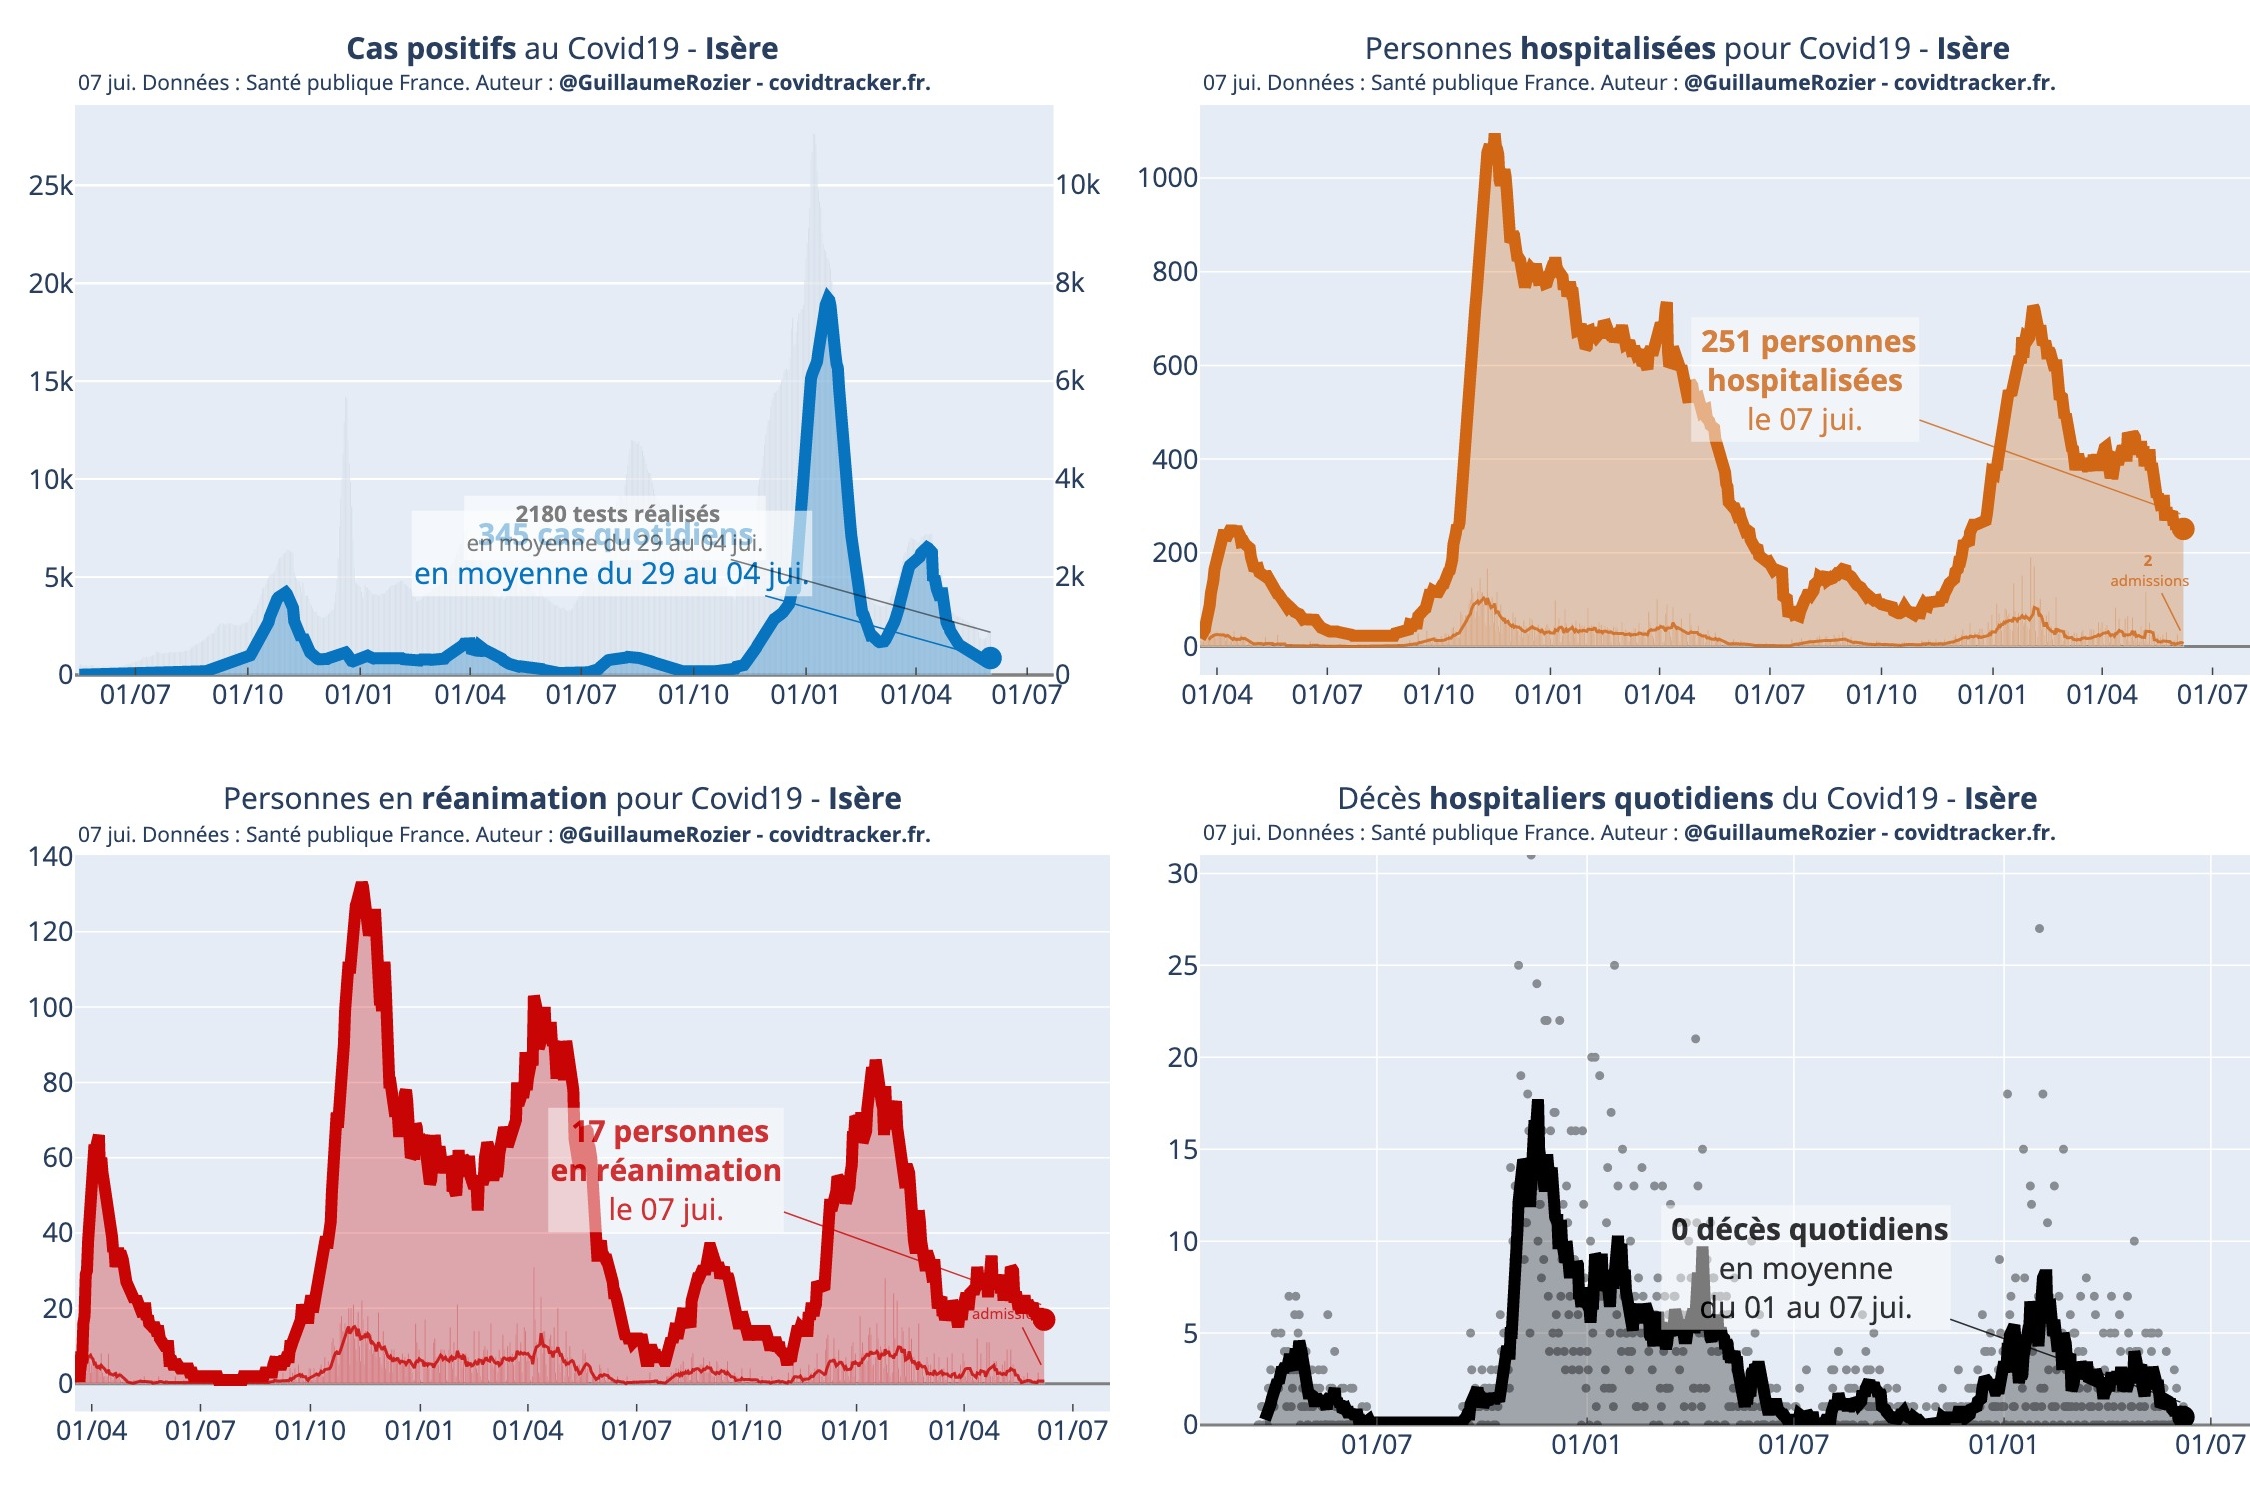 Cas positifs au Covid19 - Isère
07 jui. Données : Santé publique France. Auteur : @GuillaumeRozier - covidtracker.fr.
25k
20k
15k
10k
5k
0
10k
8k
6k
4k
2k
0
2180 tests réalisés
345 cas quotidiens
en moyenne du 29 au 04 jui.
en moyenne du 29 au 04 jui.
01/07 01/10 01/01 01/04 01/07 01/10 01/01 01/04 01/07
Personnes hospitalisées pour Covid19 - Isère
07 jui. Données : Santé publique France. Auteur : @GuillaumeRozier - covidtracker.fr.
1000
800
600
400
200
0
251 personnes
hospitalisées
le 07 jui.
2
admissions
01/04 01/07 01/10 01/01 01/04 01/07 01/10 01/01 01/04 01/07
Personnes en réanimation pour Covid19 - Isère
07 jui. Données : Santé publique France. Auteur : @GuillaumeRozier - covidtracker.fr.
140
120
100
80
60
40
20
0
17 personnes
en réanimation
le 07 jui.
01/04 01/07 01/10 01/01 01/04 01/07 01/10 01/01 01/04 01/07
Décès hospitaliers quotidiens du Covid19 - Isère
07 jui. Données : Santé publique France. Auteur : @GuillaumeRozier - covidtracker.fr.
30
25
20
15
10
5
0
0 décès quotidiens
en moyenne
du 01 au 07 jui.
01/07 01/01 01/07 01/01 01/07